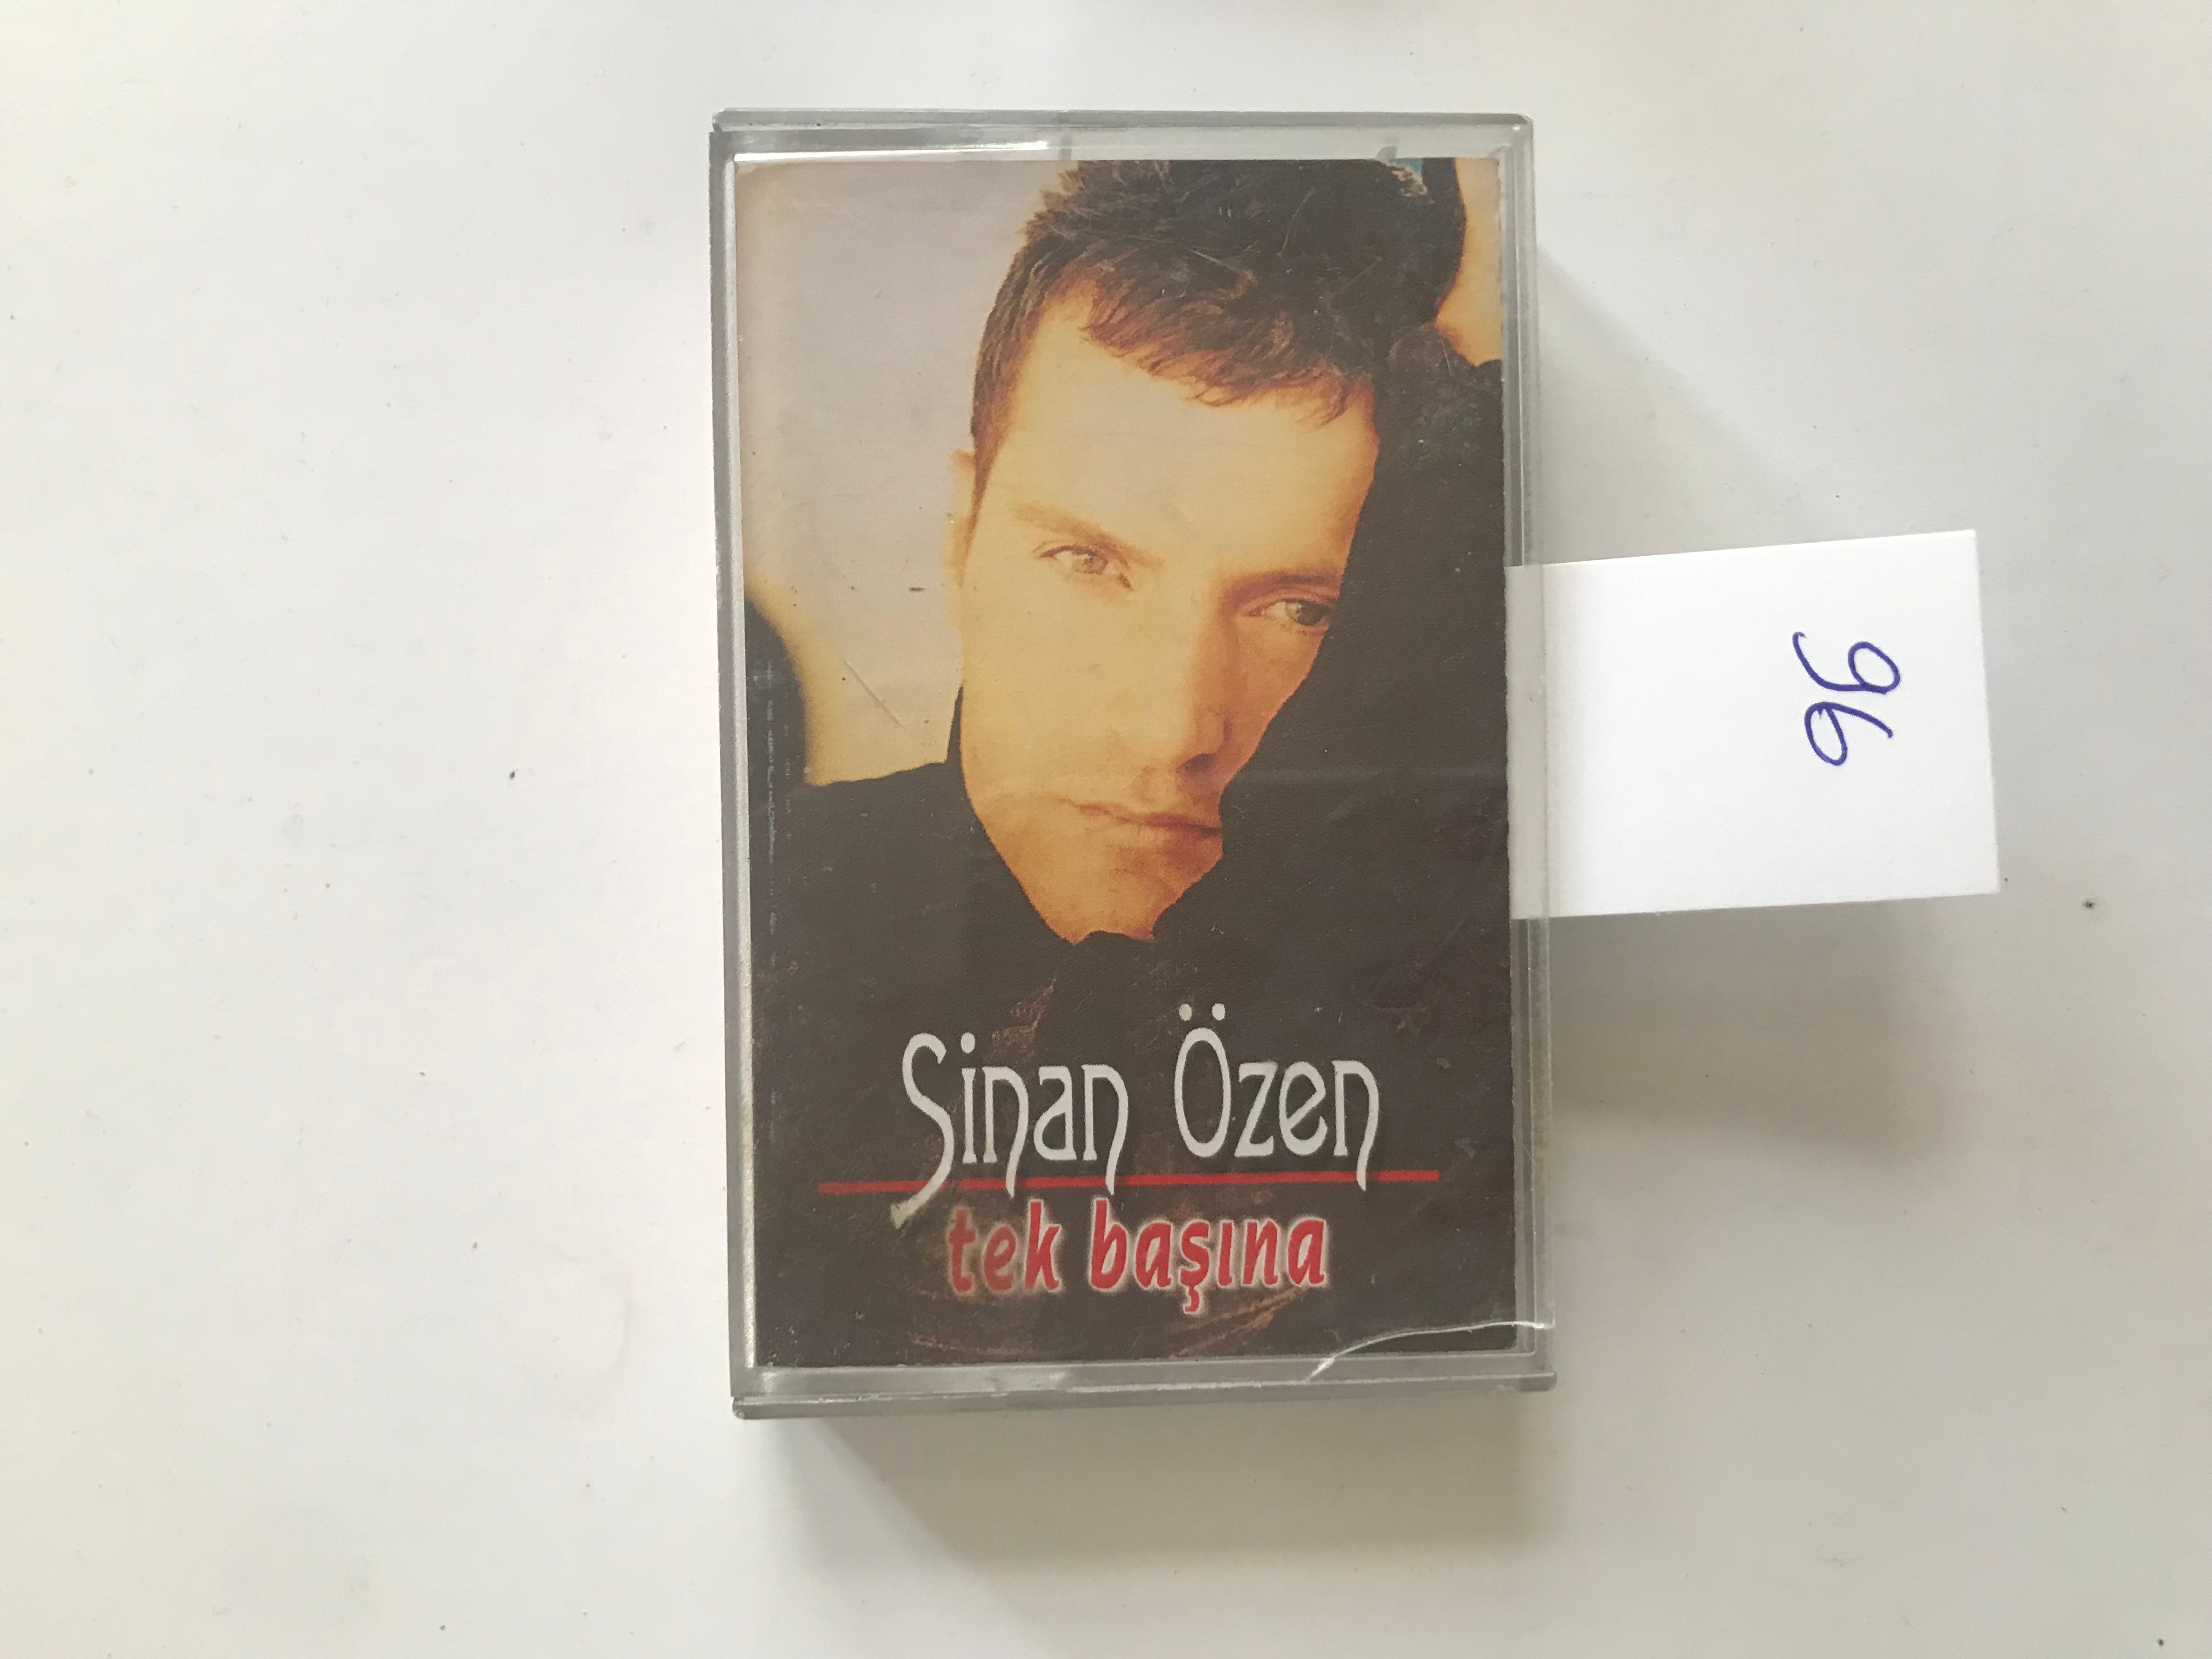 Sinan Özen
tek başına
96